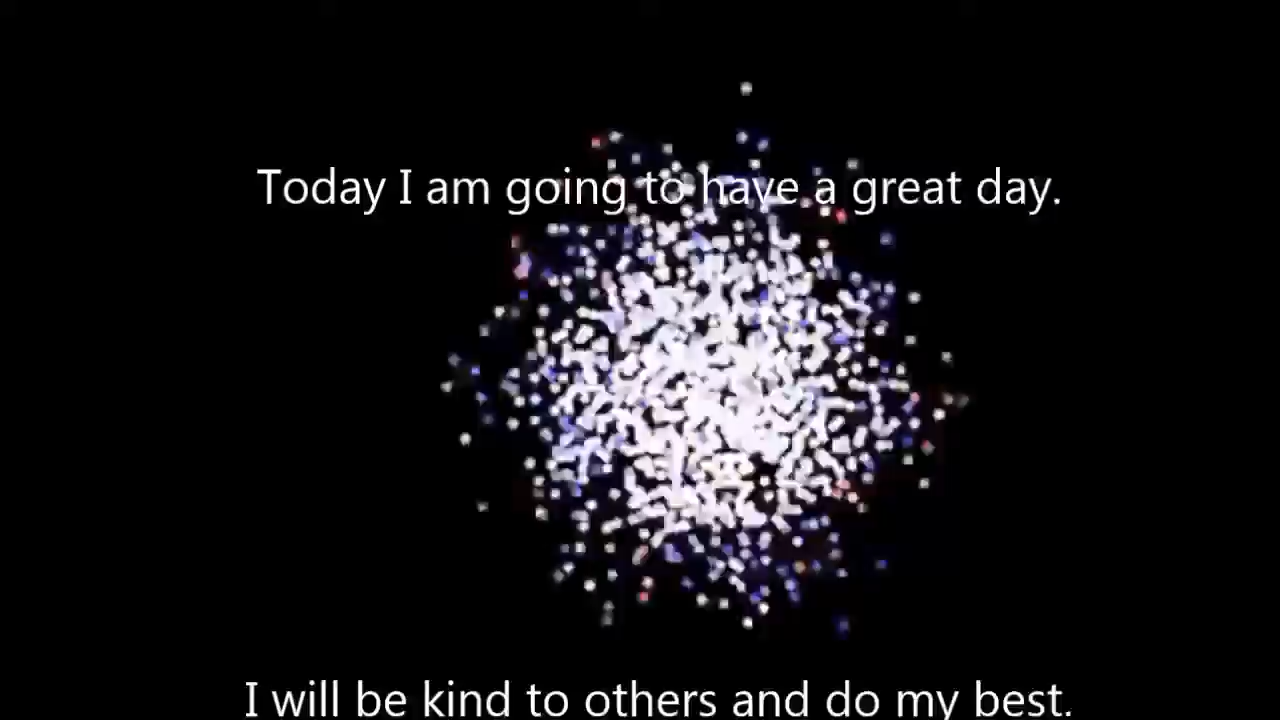 Today I am going to have a great day.
I will be kind to others and do my best.